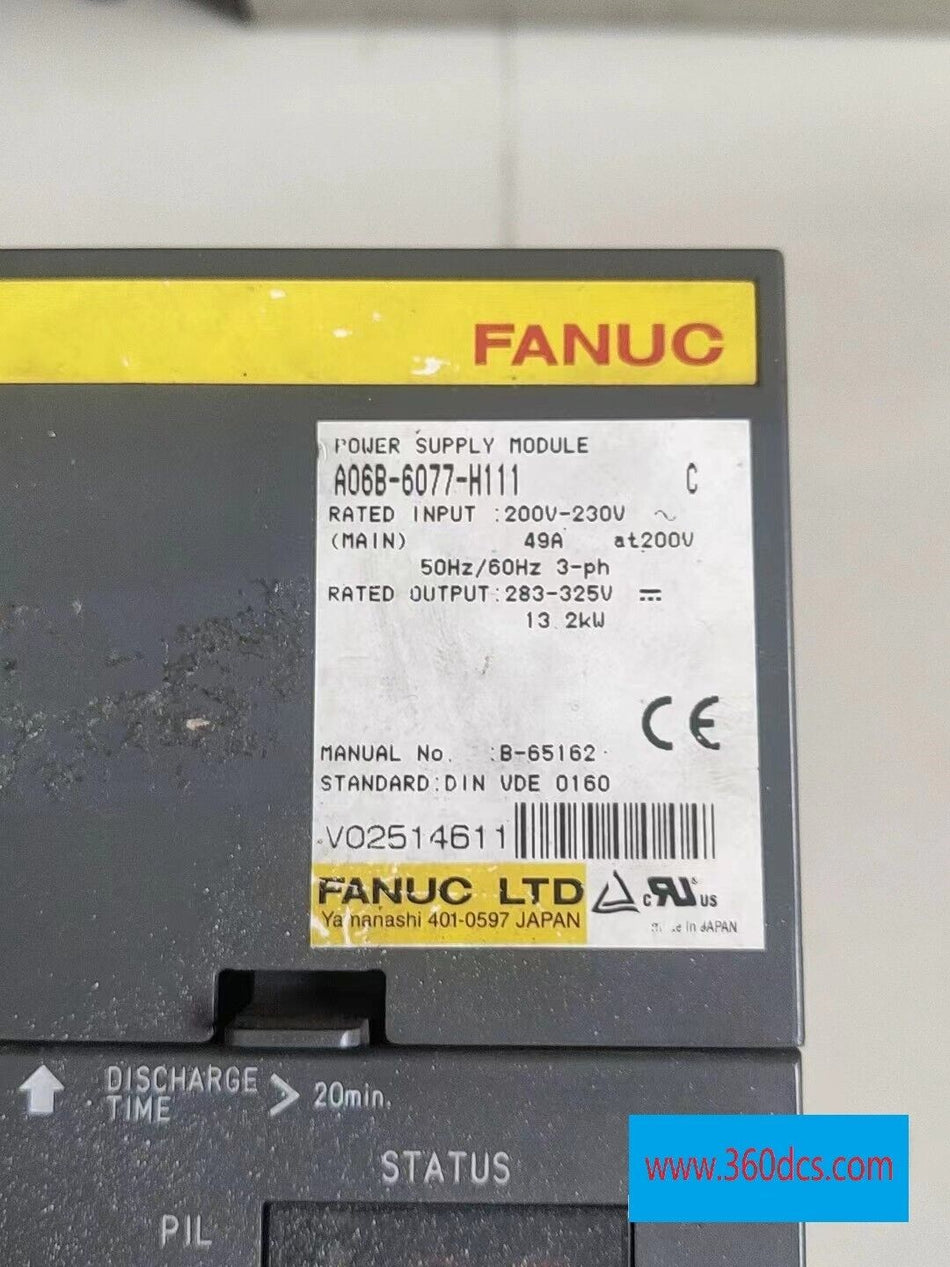 FANUC
POWER SUPPLY MODULE
A06B-6077-H111 C
RATED INPUT :200V-230V ~
(MAIN) 49A at200V
50Hz/60Hz 3-ph
RATED OUTPUT:283-325V ⎓
13.2kW
CE
MANUAL No. :B-65162
STANDARD:DIN VDE 0160
V02514611
FANUC LTD
Yamanashi 401-0597 JAPAN
c RU US
made in JAPAN
DISCHARGE
TIME > 20min.
STATUS
PIL
www.360dcs.com